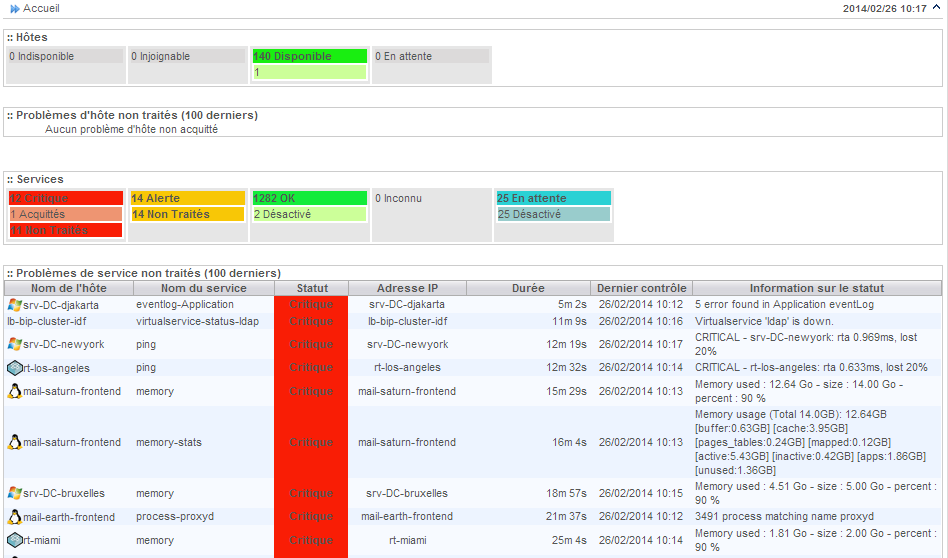 Accueil 2014/02/26 10:17
:: Hôtes
0 Indisponible 0 Injoignable 140 Disponible 0 En attente
1
:: Problèmes d'hôte non traités (100 derniers)
Aucun problème d'hôte non acquitté
:: Services
12 Critique 14 Alerte 1282 OK 0 Inconnu 25 En attente
1 Acquittés 14 Non Traités 2 Désactivé 25 Désactivé
11 Non Traités
:: Problèmes de service non traités (100 derniers)
Nom de l'hôte Nom du service Statut Adresse IP Durée Dernier contrôle Information sur le statut
srv-DC-djakarta eventlog-Application Critique srv-DC-djakarta 5m 2s 26/02/2014 10:12 5 error found in Application eventLog
lb-bip-cluster-idf virtualservice-status-ldap Critique lb-bip-cluster-idf 11m 9s 26/02/2014 10:16 Virtualservice 'ldap' is down.
srv-DC-newyork ping Critique srv-DC-newyork 12m 19s 26/02/2014 10:17 CRITICAL - srv-DC-newyork: rta 0.969ms, lost
20%
rt-los-angeles ping Critique rt-los-angeles 12m 32s 26/02/2014 10:14 CRITICAL - rt-los-angeles: rta 0.633ms, lost 20%
mail-saturn-frontend memory Critique mail-saturn-frontend 15m 29s 26/02/2014 10:13 Memory used : 12.64 Go - size : 14.00 Go -
percent : 90 %
mail-saturn-frontend memory-stats Critique mail-saturn-frontend 16m 4s 26/02/2014 10:13 Memory usage (Total 14.0GB): 12.64GB
[buffer:0.63GB] [cache:3.95GB]
[pages_tables:0.24GB] [mapped:0.12GB]
[active:5.43GB] [inactive:0.42GB] [apps:1.86GB]
[unused:1.36GB]
srv-DC-bruxelles memory Critique srv-DC-bruxelles 18m 57s 26/02/2014 10:15 Memory used : 4.51 Go - size : 5.00 Go - percent :
90 %
mail-earth-frontend process-proxyd Critique mail-earth-frontend 21m 37s 26/02/2014 10:12 3491 process matching name proxyd
rt-miami memory Critique rt-miami 25m 4s 26/02/2014 10:14 Memory used : 1.81 Go - size : 2.00 Go - percent :
90 %